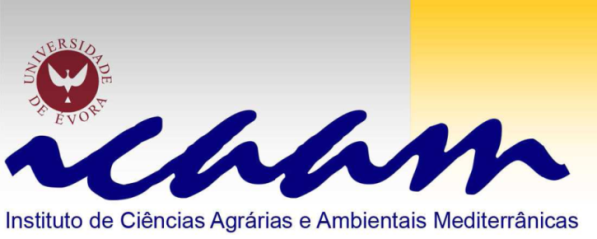 UNIVERSIDADE
DE ÉVORA
icaam
Instituto de Ciências Agrárias e Ambientais Mediterrânicas